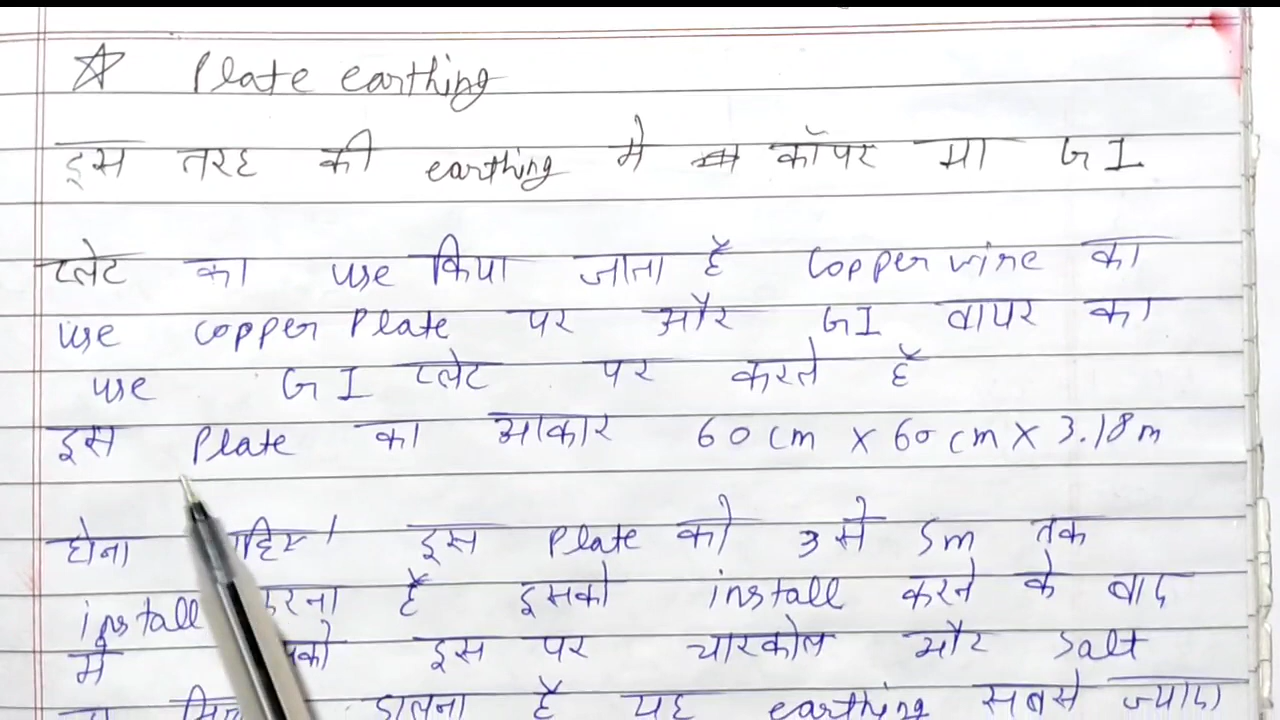 ☆ Plate earthing
इस तरह की earthing मे कॉपर या GI
प्लेट का use किया जाता है Copper wire का
use copper Plate पर और GI वायर का
use GI प्लेट पर करते है
इस Plate का आकार 60 cm x 60 cm x 3.18 m
होना इस Plate को 3 से 5m तक
install है इसको install करने के बाद
मे इस पर चारकोल और salt
डालना है यह earthing सबसे ज्यादा